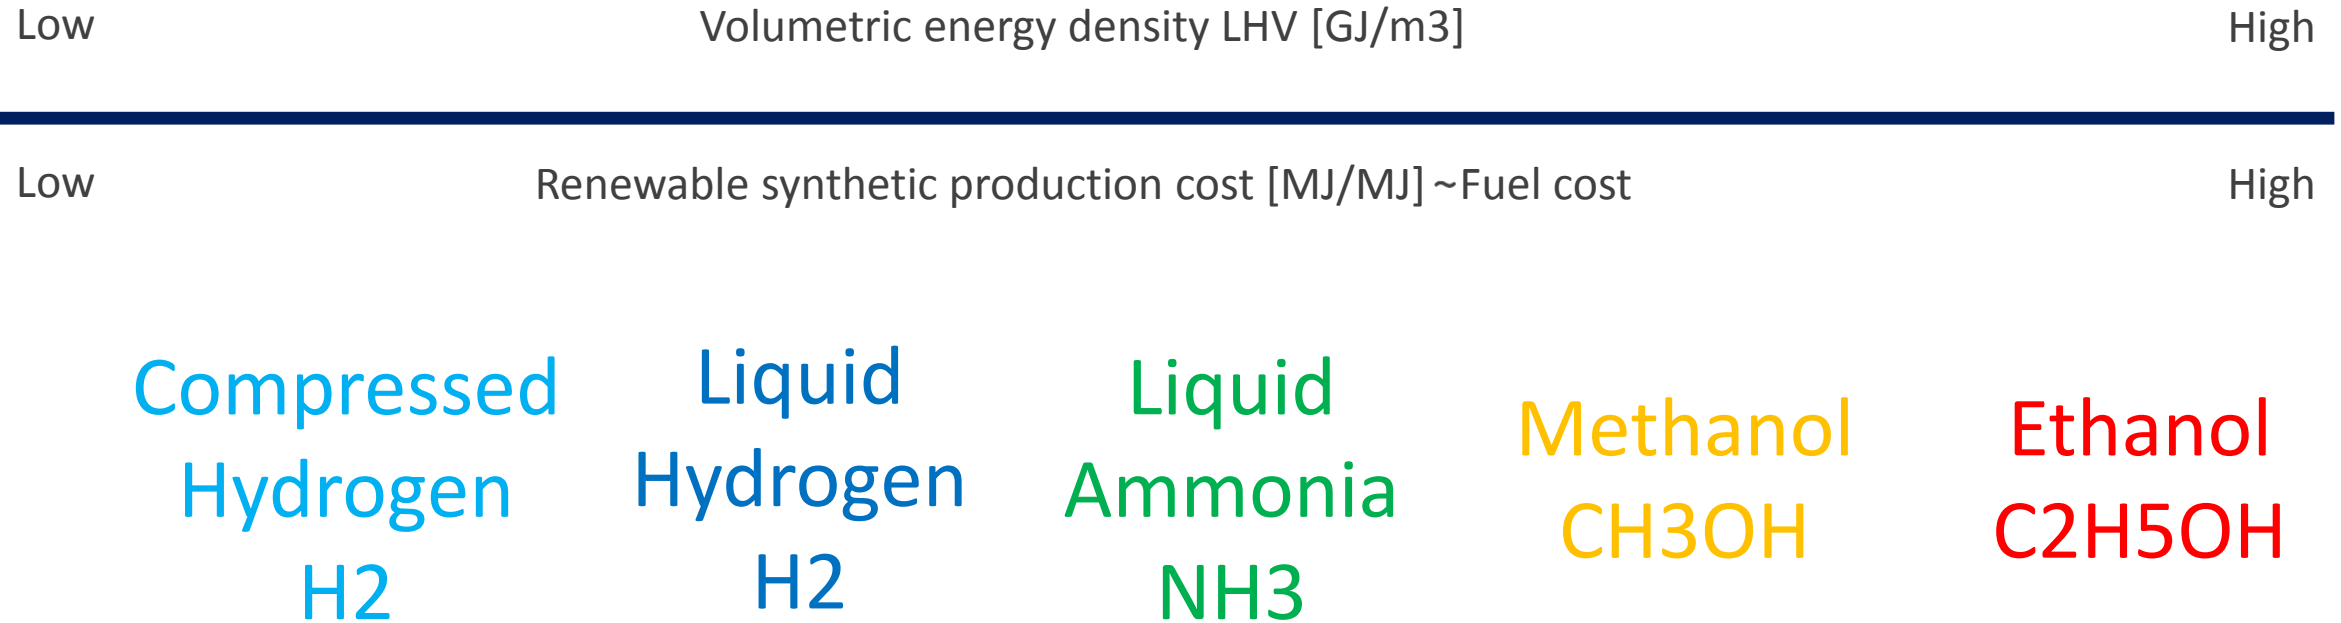 Low Volumetric energy density LHV [GJ/m3] High
Low Renewable synthetic production cost [MJ/MJ] ~Fuel cost High
Compressed
Hydrogen
H2
Liquid
Hydrogen
H2
Liquid
Ammonia
NH3
Methanol
CH3OH
Ethanol
C2H5OH